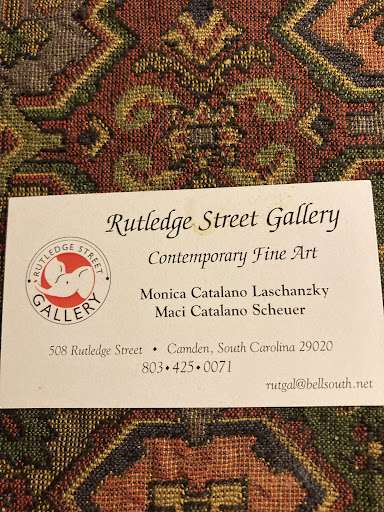 Rutledge Street Gallery
Contemporary Fine Art
RUTLEDGE STREET
GALLERY
Monica Catalano Laschanzky
Maci Catalano Scheuer
508 Rutledge Street • Camden, South Carolina 29020
803•425•0071
rutgal@bellsouth.net